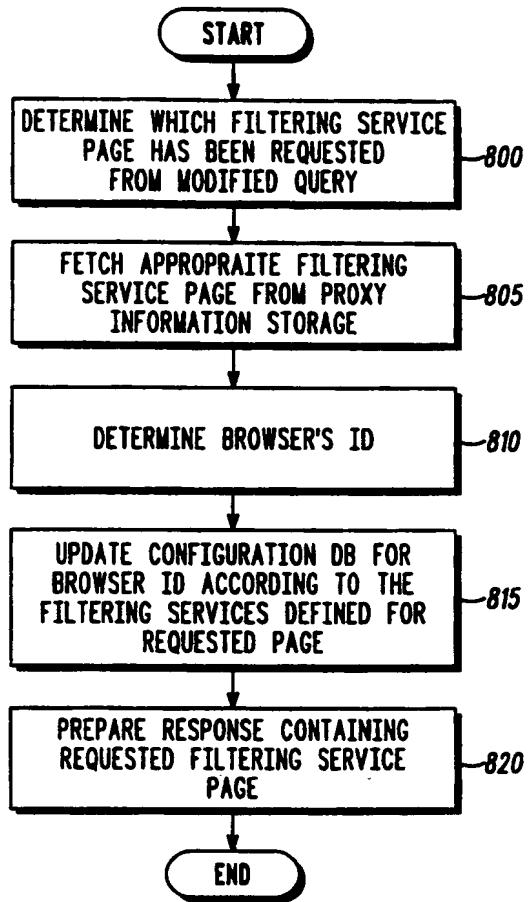 START
DETERMINE WHICH FILTERING SERVICE
PAGE HAS BEEN REQUESTED
FROM MODIFIED QUERY
800
FETCH APPROPRAITE FILTERING
SERVICE PAGE FROM PROXY
INFORMATION STORAGE
805
DETERMINE BROWSER'S ID
810
UPDATE CONFIGURATION DB FOR
BROWSER ID ACCORDING TO THE
FILTERING SERVICES DEFINED FOR
REQUESTED PAGE
815
PREPARE RESPONSE CONTAINING
REQUESTED FILTERING SERVICE
PAGE
820
END